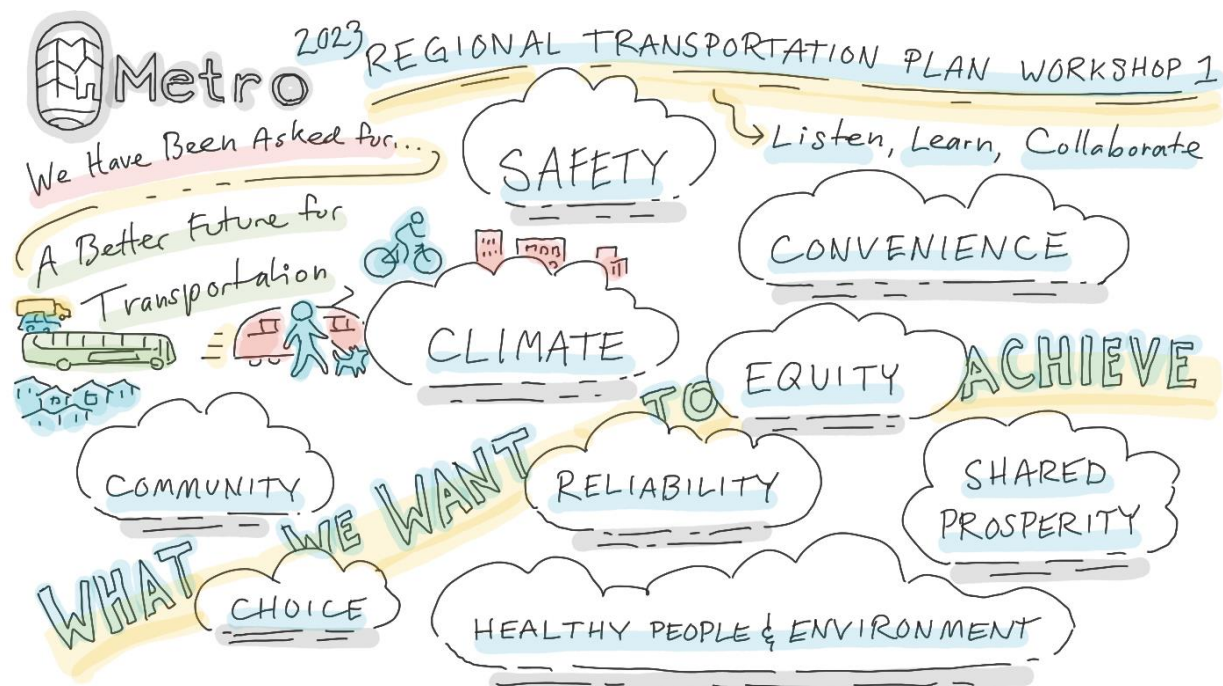 Metro
2023 REGIONAL TRANSPORTATION PLAN WORKSHOP 1
Listen, Learn, Collaborate
We Have Been Asked for...
A Better Future for
Transportation
SAFETY
CONVENIENCE
CLIMATE
EQUITY
COMMUNITY
RELIABILITY
SHARED
PROSPERITY
CHOICE
HEALTHY PEOPLE & ENVIRONMENT
WHAT WE WANT TO ACHIEVE